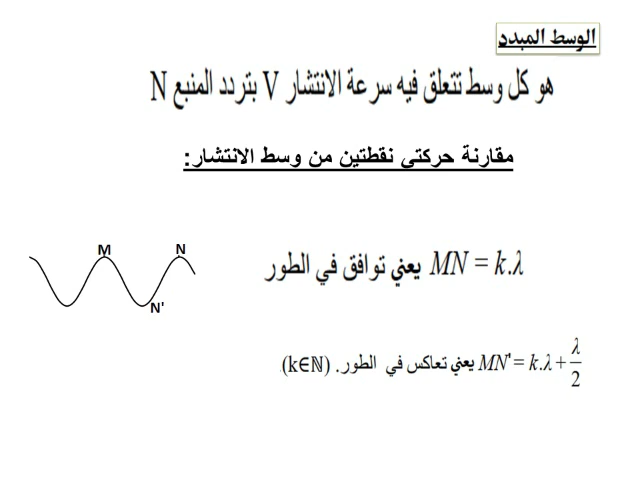 الوسط المبدد
هو كل وسط تتعلق فيه سرعة الانتشار V بتردد المنبع N
مقارنة حركتي نقطتين من وسط الانتشار:
M
N
N'
MN = k.λ يعني توافق في الطور
MN' = k.λ + λ/2 يعني تعاكس في الطور. (k∈ℕ)